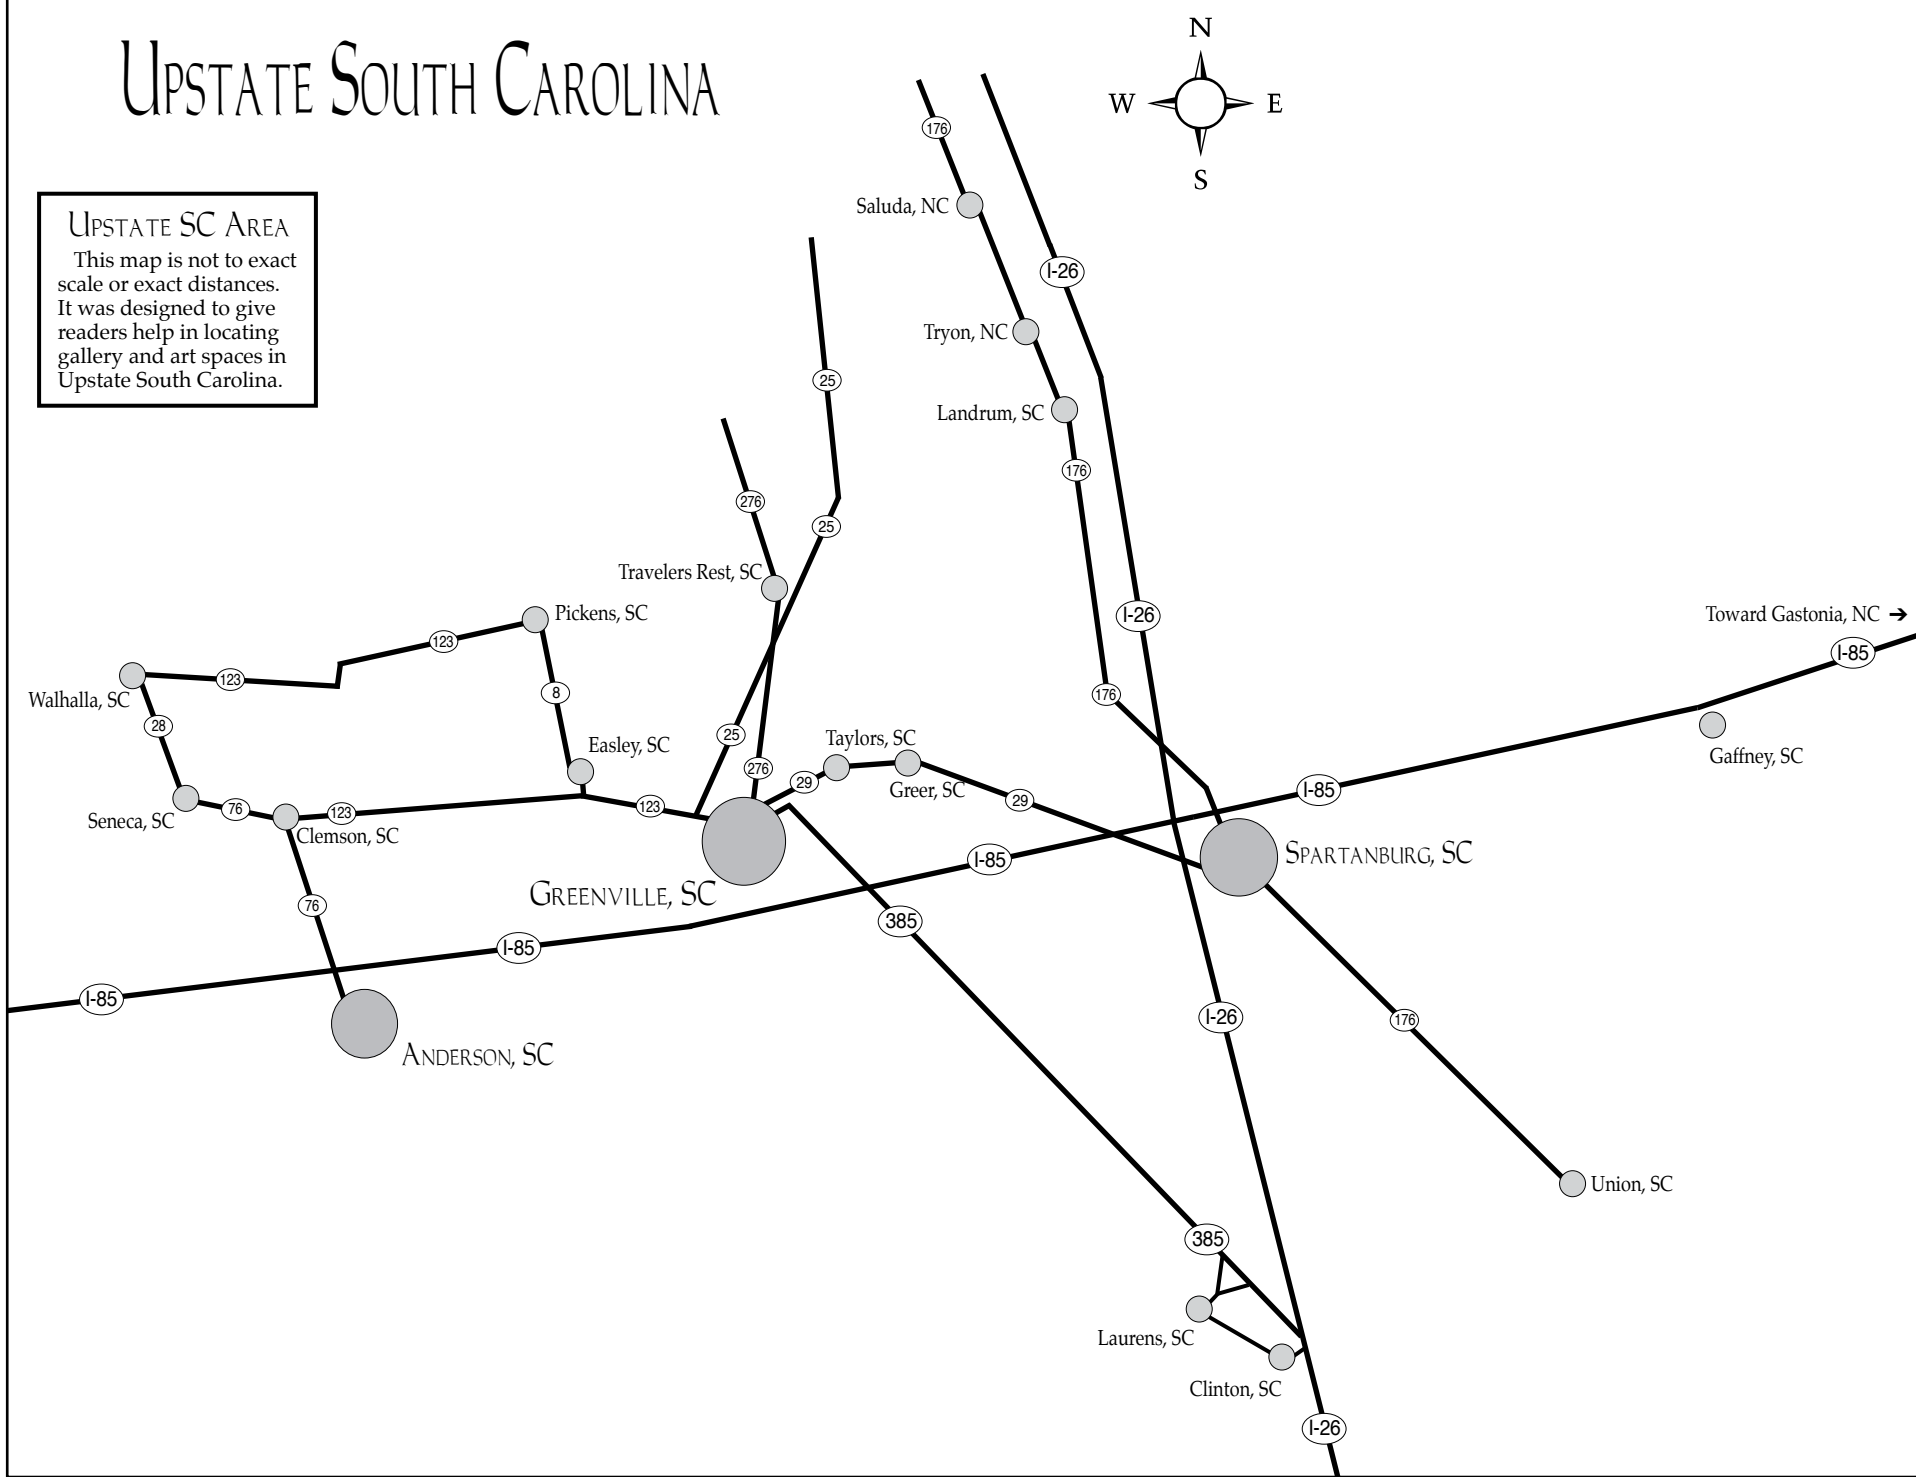 UPSTATE SOUTH CAROLINA
N
W E
S
176
UPSTATE SC AREA
This map is not to exact
scale or exact distances.
It was designed to give
readers help in locating
gallery and art spaces in
Upstate South Carolina.
Saluda, NC
I-26
Tryon, NC
25
Landrum, SC
176
276
25
Travelers Rest, SC
Pickens, SC
I-26
Toward Gastonia, NC ➔
123
I-85
123
Walhalla, SC
8
176
28
25
Easley, SC
Taylors, SC
Gaffney, SC
276
29
Greer, SC
I-85
Seneca, SC
76
123
123
29
Clemson, SC
GREENVILLE, SC
I-85
SPARTANBURG, SC
76
385
I-85
I-85
I-26
176
ANDERSON, SC
Union, SC
385
Laurens, SC
Clinton, SC
I-26